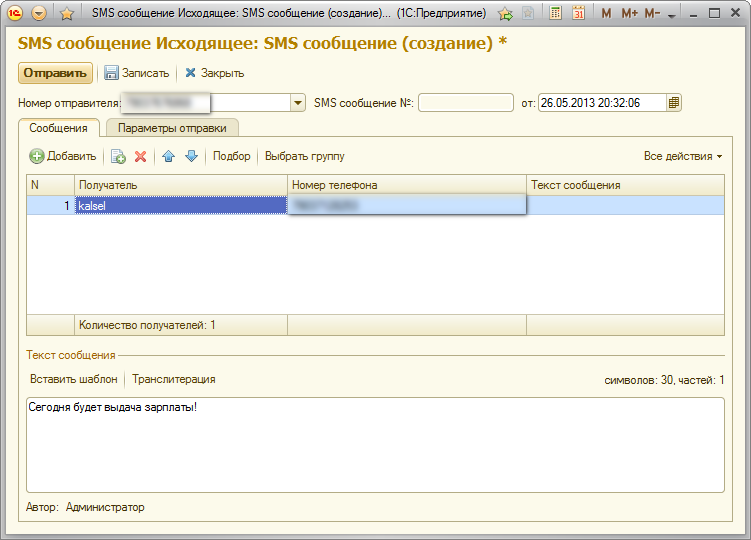 SMS сообщение Исходящее: SMS сообщение (создание)... (1С:Предприятие)
31 M M+ M-
SMS сообщение Исходящее: SMS сообщение (создание) *
Отправить Записать Закрыть
Номер отправителя: SMS сообщение №: от: 26.05.2013 20:32:06
Сообщения Параметры отправки
Добавить Подбор Выбрать группу Все действия
N Получатель Номер телефона Текст сообщения
1 kalsel
Количество получателей: 1
Текст сообщения
Вставить шаблон Транслитерация символов: 30, частей: 1
Сегодня будет выдача зарплаты!
Автор: Администратор